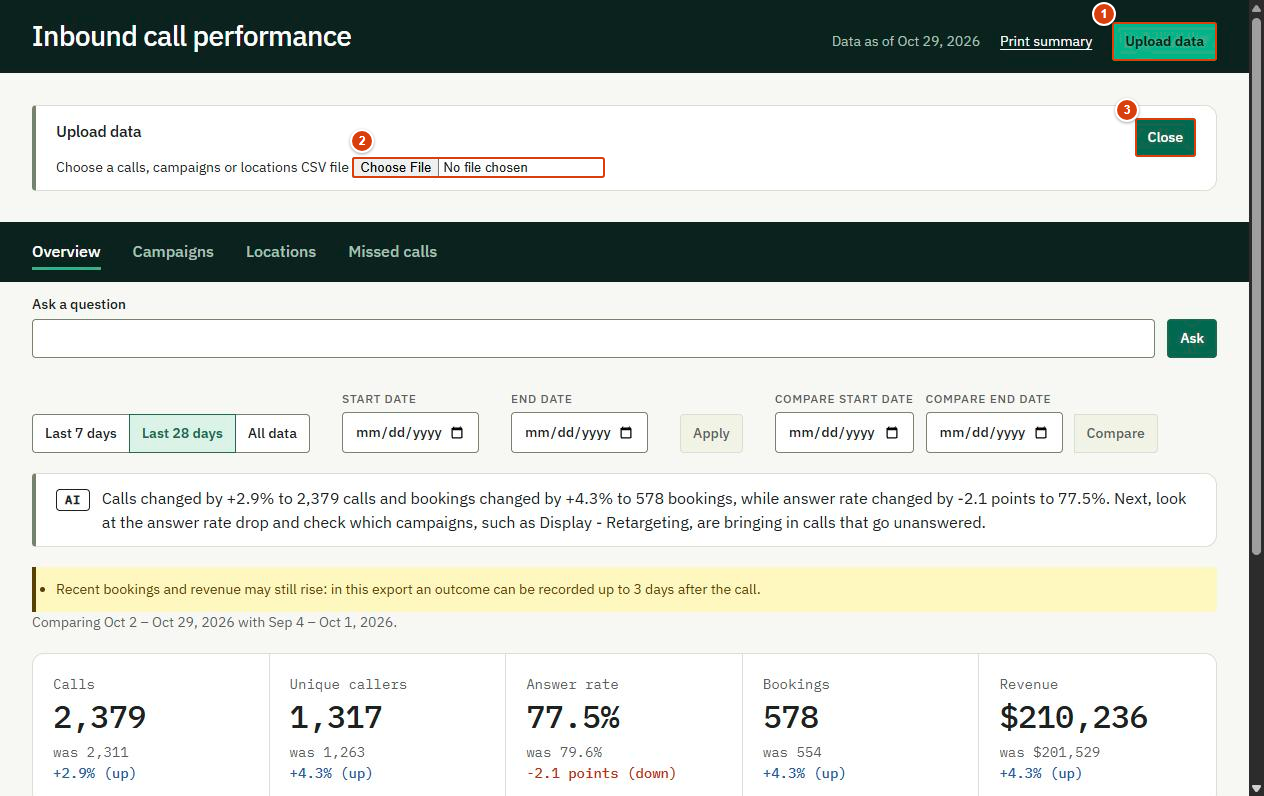 Inbound call performance
Data as of Oct 29, 2026
Print summary
1
Upload data
Upload data
3
Close
2
Choose a calls, campaigns or locations CSV file Choose File No file chosen
Overview
Campaigns
Locations
Missed calls
Ask a question
Ask
START DATE
END DATE
COMPARE START DATE
COMPARE END DATE
Last 7 days
Last 28 days
All data
mm/dd/yyyy
mm/dd/yyyy
Apply
mm/dd/yyyy
mm/dd/yyyy
Compare
AI
Calls changed by +2.9% to 2,379 calls and bookings changed by +4.3% to 578 bookings, while answer rate changed by -2.1 points to 77.5%. Next, look
at the answer rate drop and check which campaigns, such as Display - Retargeting, are bringing in calls that go unanswered.
• Recent bookings and revenue may still rise: in this export an outcome can be recorded up to 3 days after the call.
Comparing Oct 2 – Oct 29, 2026 with Sep 4 – Oct 1, 2026.
Calls
2,379
was 2,311
+2.9% (up)
Unique callers
1,317
was 1,263
+4.3% (up)
Answer rate
77.5%
was 79.6%
-2.1 points (down)
Bookings
578
was 554
+4.3% (up)
Revenue
$210,236
was $201,529
+4.3% (up)